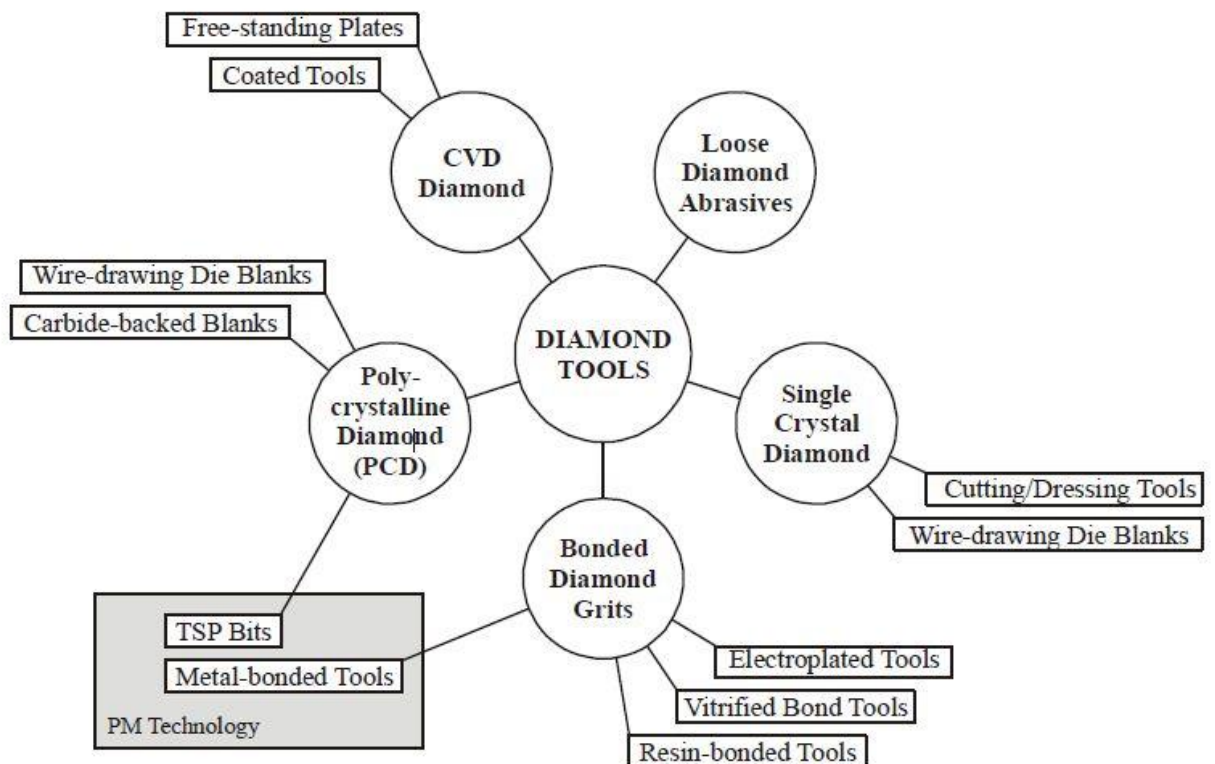 Free-standing Plates
Coated Tools
CVD
Diamond
Loose
Diamond
Abrasives
Wire-drawing Die Blanks
Carbide-backed Blanks
DIAMOND
TOOLS
Poly-
crystalline
Diamond
(PCD)
Single
Crystal
Diamond
Cutting/Dressing Tools
Wire-drawing Die Blanks
Bonded
Diamond
Grits
TSP Bits
Metal-bonded Tools
PM Technology
Electroplated Tools
Vitrified Bond Tools
Resin-bonded Tools